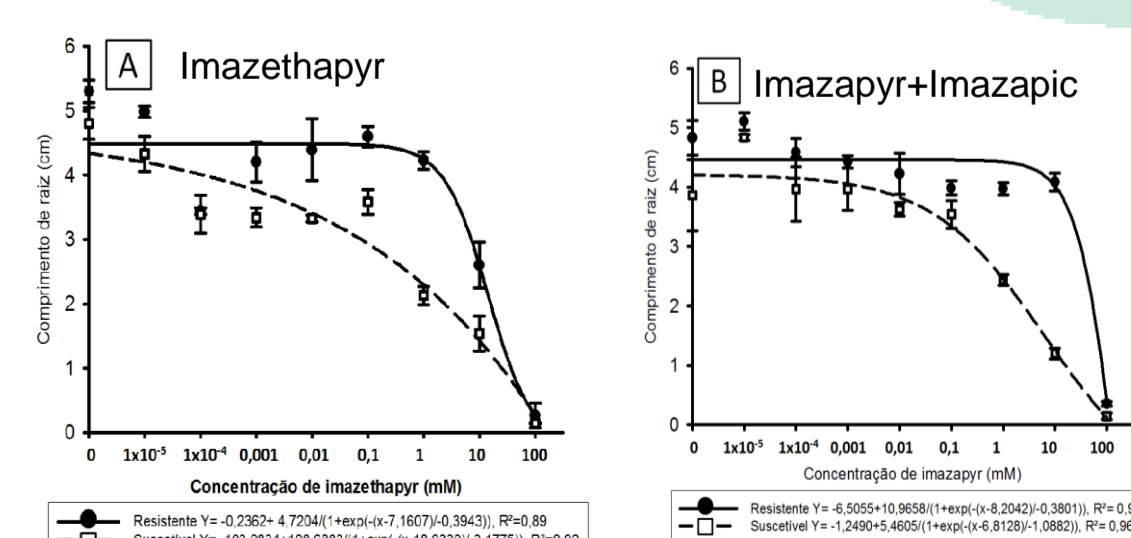 A Imazethapyr
6
5
4
3
2
1
0
Comprimento de raiz (cm)
0 1x10⁻⁵ 1x10⁻⁴ 0,001 0,01 0,1 1 10 100
Concentração de imazethapyr (mM)
Resistente Y= -0,2362+ 4,7204/(1+exp(-(x-7,1607)/-0,3943)), R²=0,89
B Imazapyr+Imazapic
6
5
4
3
2
1
0
Comprimento de raiz (cm)
0 1x10⁻⁵ 1x10⁻⁴ 0,001 0,01 0,1 1 10 100
Concentração de imazapyr (mM)
Resistente Y= -6,5055+10,9658/(1+exp(-(x-8,2042)/-0,3801)), R²= 0,9
Suscetível Y= -1,2490+5,4605/(1+exp(-(x-6,8128)/-1,0882)), R²= 0,96